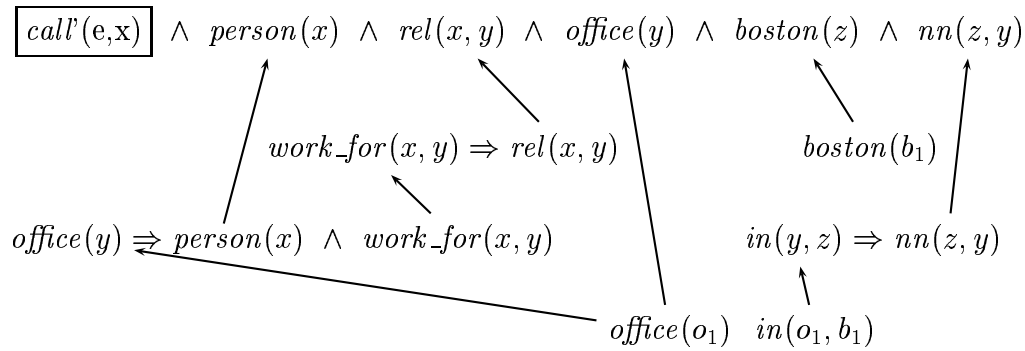 call'(e,x) ∧ person(x) ∧ rel(x, y) ∧ office(y) ∧ boston(z) ∧ nn(z, y)
work_for(x, y) ⇒ rel(x, y) boston(b₁)
office(y) ⇒ person(x) ∧ work_for(x, y) in(y, z) ⇒ nn(z, y)
office(o₁) in(o₁, b₁)